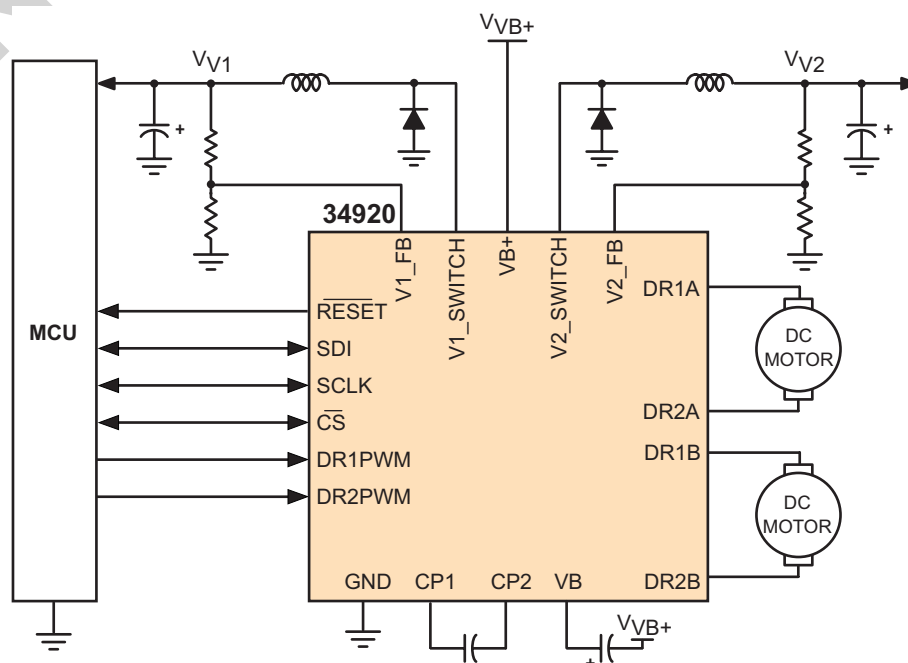 VVB+
VV1
VV2
+
+
34920
V1_FB
V1_SWITCH
VB+
V2_SWITCH
V2_FB
MCU
RESET
SDI
SCLK
CS
DR1PWM
DR2PWM
DR1A
DC
MOTOR
DR2A
DR1B
DC
MOTOR
DR2B
GND
CP1
CP2
VB
VVB+
+